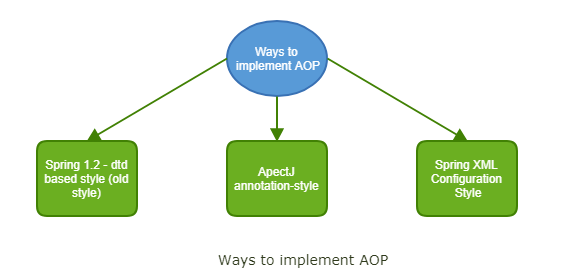 Ways to
implement AOP
Spring 1.2 - dtd
based style (old
style)
ApectJ
annotation-style
Spring XML
Configuration
Style
Ways to implement AOP